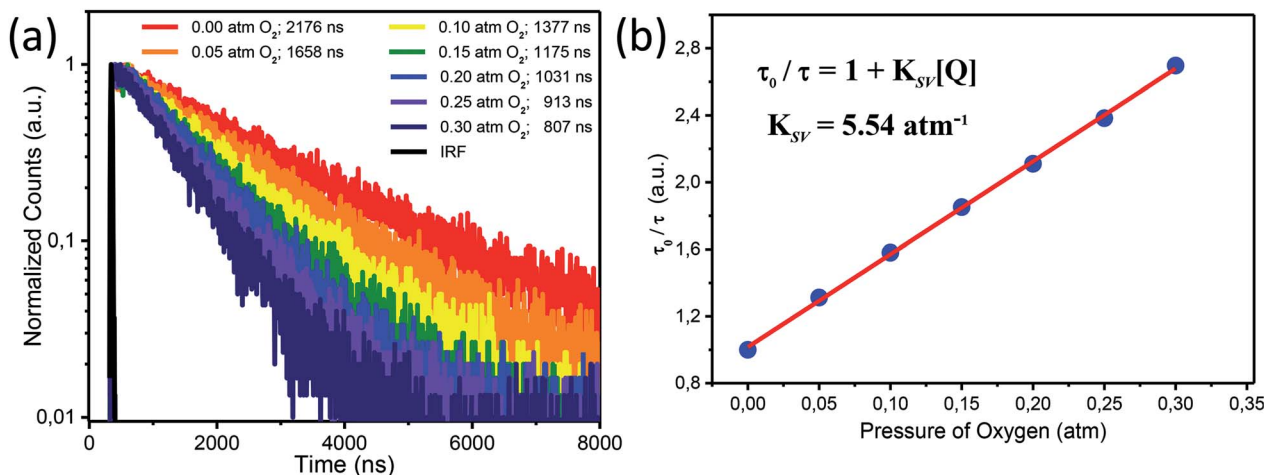 (a)
0.00 atm O₂; 2176 ns
0.05 atm O₂; 1658 ns
0.10 atm O₂; 1377 ns
0.15 atm O₂; 1175 ns
0.20 atm O₂; 1031 ns
0.25 atm O₂; 913 ns
0.30 atm O₂; 807 ns
IRF
Normalized Counts (a.u.)
1
0,1
0,01
0 2000 4000 6000 8000
Time (ns)
(b)
τ₀ / τ = 1 + K_SV[Q]
K_SV = 5.54 atm⁻¹
τ₀ / τ (a.u.)
2,8
2,4
2,0
1,6
1,2
0,8
0,00 0,05 0,10 0,15 0,20 0,25 0,30 0,35
Pressure of Oxygen (atm)